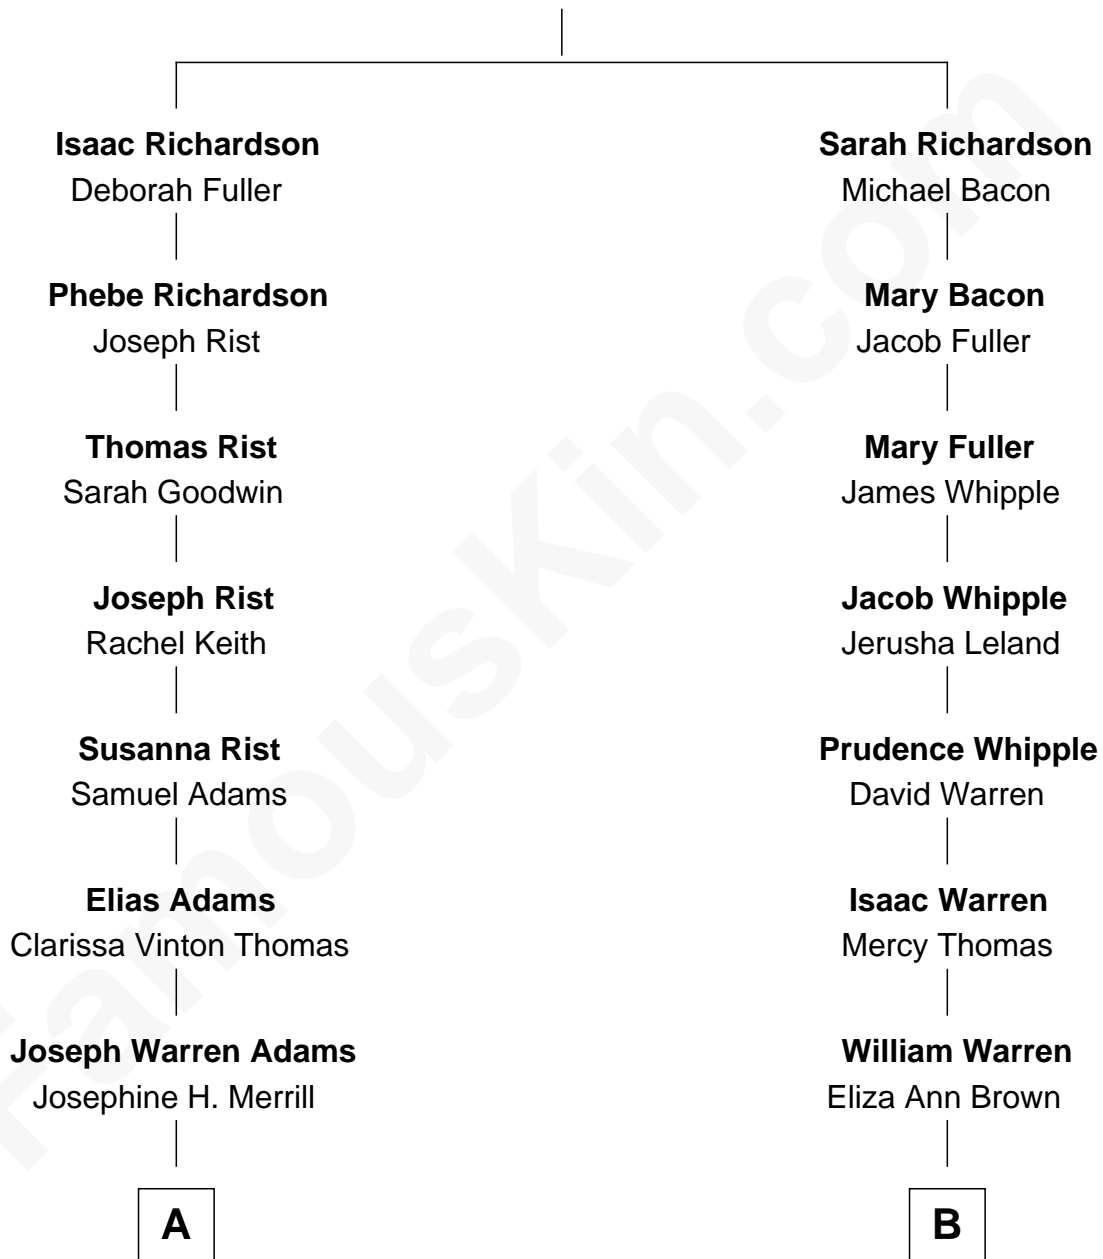 Isaac Richardson
Deborah Fuller
Sarah Richardson
Michael Bacon
Phebe Richardson
Joseph Rist
Mary Bacon
Jacob Fuller
Thomas Rist
Sarah Goodwin
Mary Fuller
James Whipple
Joseph Rist
Rachel Keith
Jacob Whipple
Jerusha Leland
Susanna Rist
Samuel Adams
Prudence Whipple
David Warren
Elias Adams
Clarissa Vinton Thomas
Isaac Warren
Mercy Thomas
Joseph Warren Adams
Josephine H. Merrill
William Warren
Eliza Ann Brown
A
B
FamousKin.com